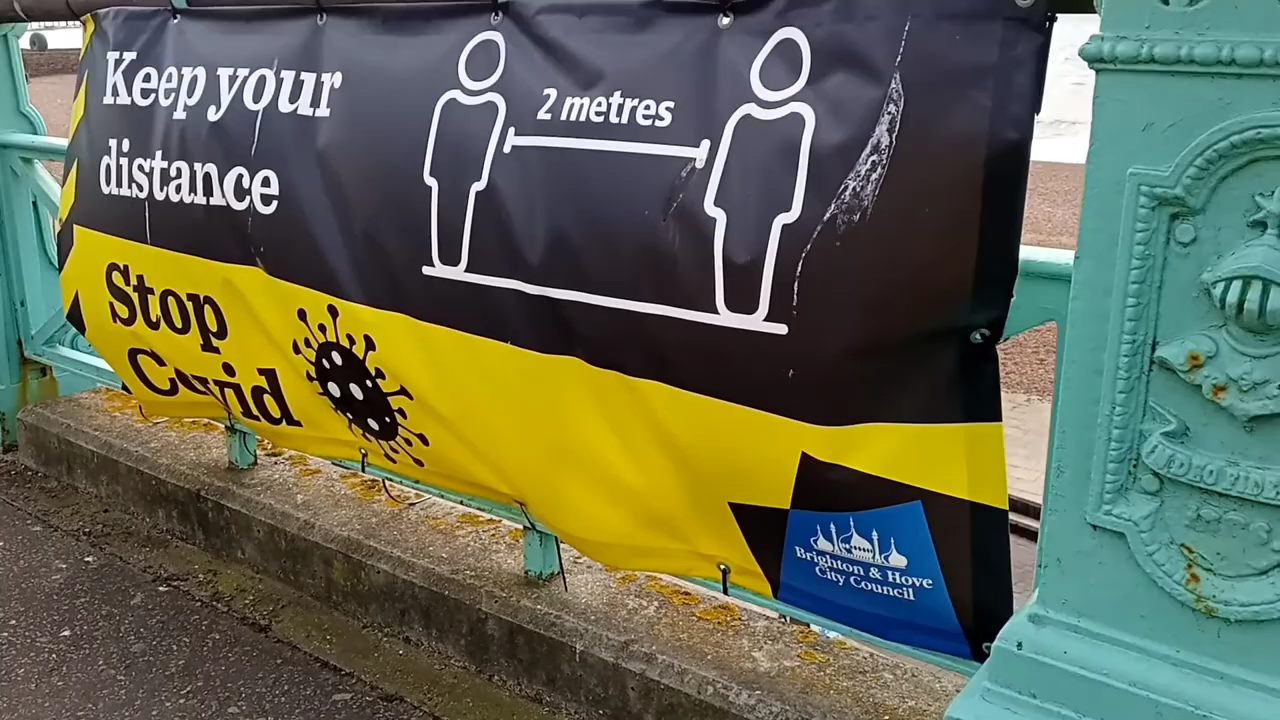 Keep your
distance
2 metres
Stop
Covid
Brighton & Hove
City Council